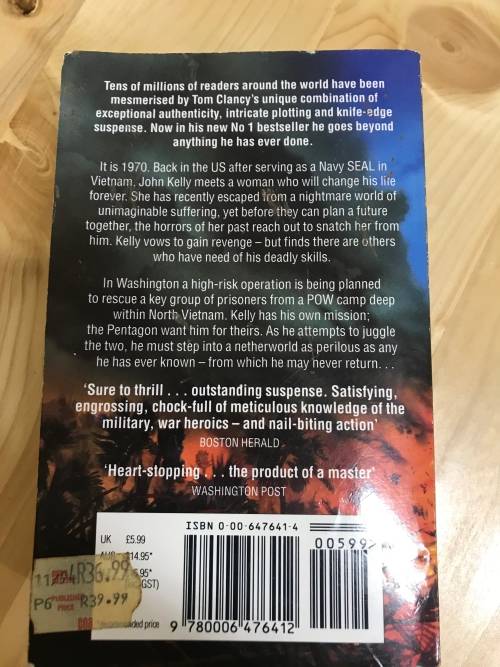 Tens of millions of readers around the world have been
mesmerised by Tom Clancy's unique combination of
exceptional authenticity, intricate plotting and knife-edge
suspense. Now in his new No 1 bestseller he goes beyond
anything he has ever done.
It is 1970. Back in the US after serving as a Navy SEAL in
Vietnam, John Kelly meets a woman who will change his life
forever. She has recently escaped from a nightmare world of
unimaginable suffering, yet before they can plan a future
together, the horrors of her past reach out to snatch her from
him. Kelly vows to gain revenge – but finds there are others
who have need of his deadly skills.
In Washington a high-risk operation is being planned
to rescue a key group of prisoners from a POW camp deep
within North Vietnam. Kelly has his own mission;
the Pentagon want him for theirs. As he attempts to juggle
the two, he must step into a netherworld as perilous as any
he has ever known – from which he may never return. . .
'Sure to thrill . . . outstanding suspense. Satisfying,
engrossing, chock-full of meticulous knowledge of the
military, war heroics – and nail-biting action'
BOSTON HERALD
'Heart-stopping . . . the product of a master'
WASHINGTON POST
ISBN 0-00-647641-4
UK £5.99
00599
14.95*
.95*
GST)
R36.99
P6 PUBLISHERS PRICE R39.99
price
9 780006 476412